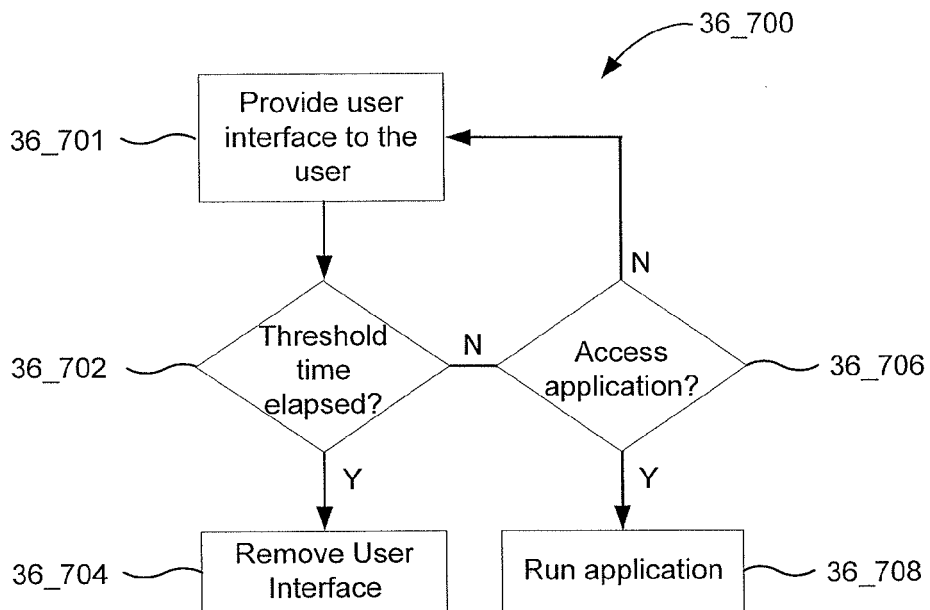 36_700
Provide user
interface to the
user
36_701
N
Threshold
time
elapsed?
36_702
N
Access
application?
36_706
Y
Y
Remove User
Interface
36_704
Run application
36_708